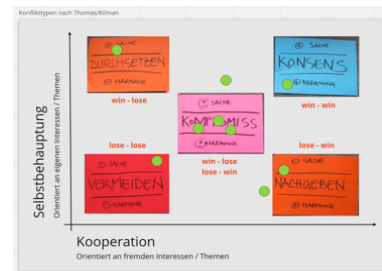 Konflikttypen nach Thomas/Kilman
⊕ SACHE
DURCHSETZEN
⊖ HARMONIE
win - lose
⊕ SACHE
KONSENS
win - win
⊕ SACHE
KOMPROMISS
⊕ HARMONIE
win - lose
lose - win
lose - lose
⊖ SACHE
VERMEIDEN
⊖ HARMONIE
lose - win
⊖ SACHE
NACHGEBEN
⊕ HARMONIE
Selbstbehauptung
Orientiert an eigenen Interessen / Themen
Kooperation
Orientiert an fremden Interessen / Themen